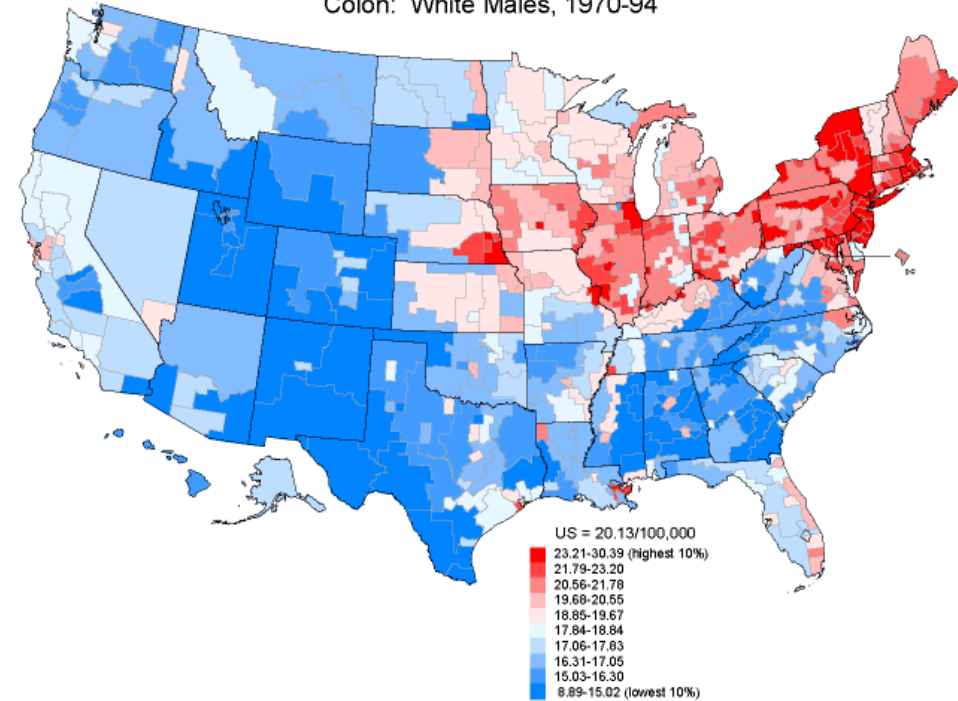 Colon: White Males, 1970-94
US = 20.13/100,000
23.21-30.39 (highest 10%)
21.79-23.20
20.56-21.78
19.68-20.55
18.85-19.67
17.84-18.84
17.06-17.83
16.31-17.05
15.03-16.30
8.89-15.02 (lowest 10%)